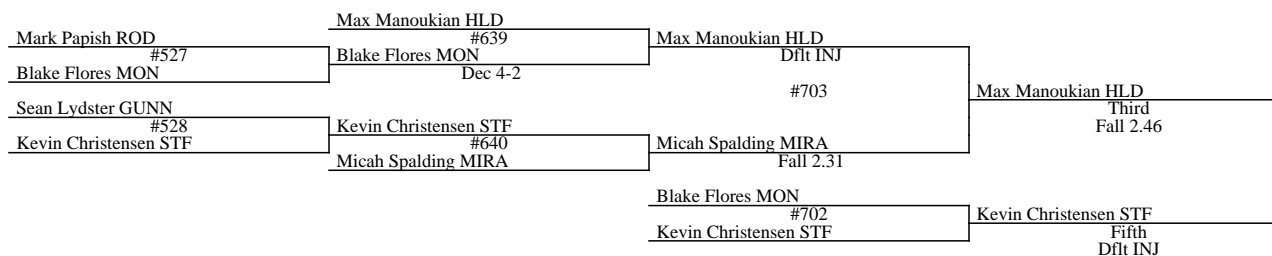 Max Manoukian HLD
Mark Papish ROD
#639
Max Manoukian HLD
#527
Blake Flores MON
Dflt INJ
Blake Flores MON
Dec 4-2
#703
Max Manoukian HLD
Sean Lydster GUNN
Third
#528
Kevin Christensen STF
Fall 2.46
Kevin Christensen STF
#640
Micah Spalding MIRA
Micah Spalding MIRA
Fall 2.31
Blake Flores MON
#702
Kevin Christensen STF
Kevin Christensen STF
Fifth
Dflt INJ